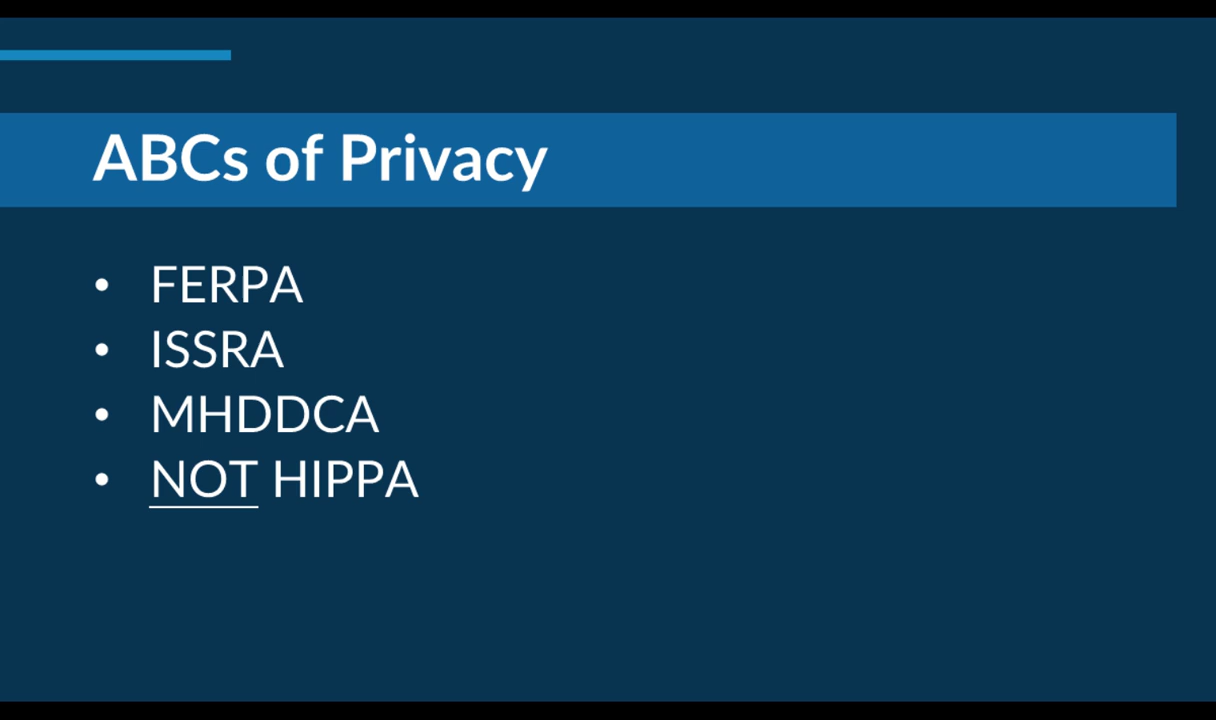 ABCs of Privacy
• FERPA
• ISSRA
• MHDDCA
• NOT HIPPA